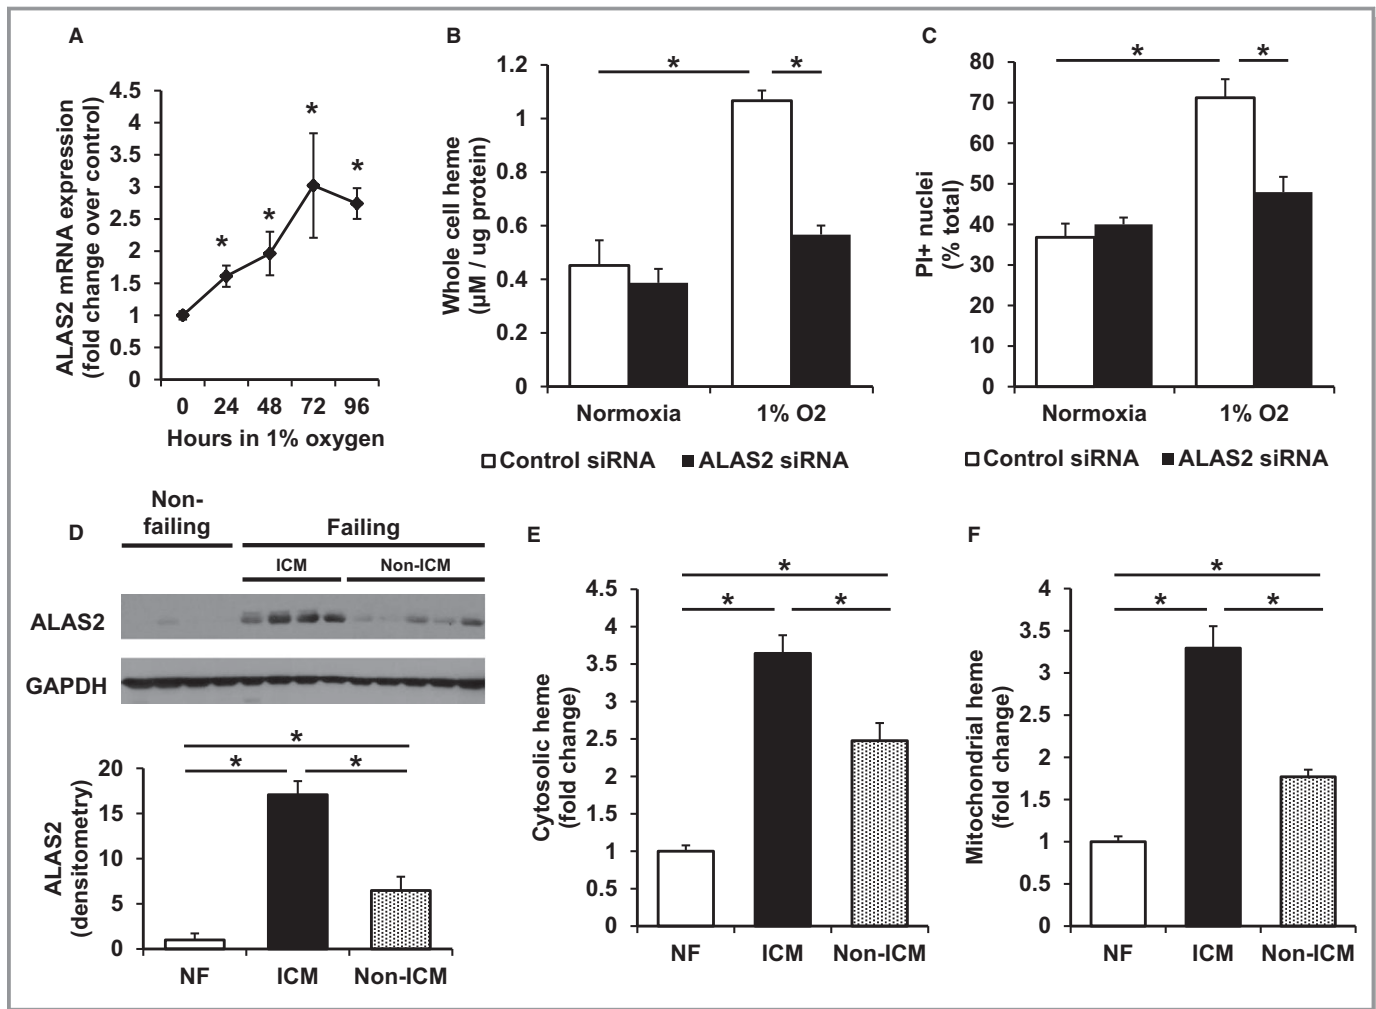 A
ALAS2 mRNA expression
(fold change over control)
4.5
4
3.5
3
2.5
2
1.5
1
0.5
0
*
*
*
*
0 24 48 72 96
Hours in 1% oxygen
B
Whole cell heme
(µM / ug protein)
1.2
1
0.8
0.6
0.4
0.2
0
* *
Normoxia 1% O2
Control siRNA ALAS2 siRNA
C
PI+ nuclei
(% total)
80
70
60
50
40
30
20
10
0
* *
Normoxia 1% O2
Control siRNA ALAS2 siRNA
D
Non-
failing Failing
ICM Non-ICM
ALAS2
GAPDH
ALAS2
(densitometry)
20
15
10
5
0
*
* *
NF ICM Non-ICM
E
Cytosolic heme
(fold change)
4.5
4
3.5
3
2.5
2
1.5
1
0.5
0
*
* *
NF ICM Non-ICM
F
Mitochondrial heme
(fold change)
4
3.5
3
2.5
2
1.5
1
0.5
0
*
* *
NF ICM Non-ICM